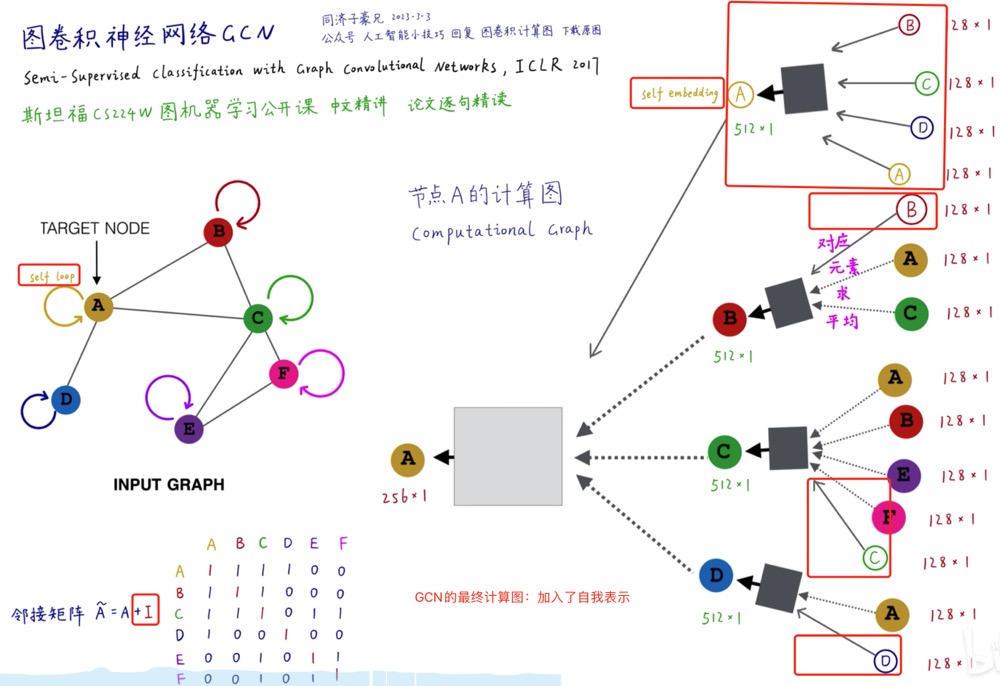 图卷积神经网络GCN
同济子豪兄 2023-3-3
公众号 人工智能小技巧 回复 图卷积计算图 下载原图
Semi-Supervised Classification with Graph Convolutional Networks, ICLR 2017
斯坦福CS224W图机器学习公开课 中文精讲 论文逐句精读
节点A的计算图
Computational Graph
TARGET NODE
self loop
A
B
C
D
E
F
INPUT GRAPH
邻接矩阵 Ã=A+I
A B C D E F
A 1 1 1 1 0 0
B 1 1 1 0 0 0
C 1 1 1 0 1 1
D 1 0 0 1 0 0
E 0 0 1 0 1 1
F 0 0 1 0 1 1
A
256×1
self embedding
A
512×1
B 128×1
C 128×1
D 128×1
A 128×1
B
512×1
B 128×1
A 128×1
C 128×1
对应
元素
求
平均
C
512×1
A 128×1
B 128×1
E 128×1
F 128×1
C 128×1
D
512×1
A 128×1
D 128×1
GCN的最终计算图：加入了自我表示